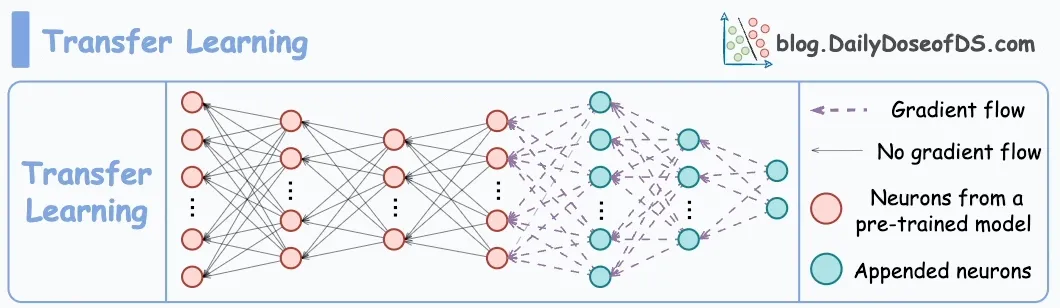 Transfer Learning
blog.DailyDoseofDS.com
Transfer
Learning
Gradient flow
No gradient flow
Neurons from a
pre-trained model
Appended neurons